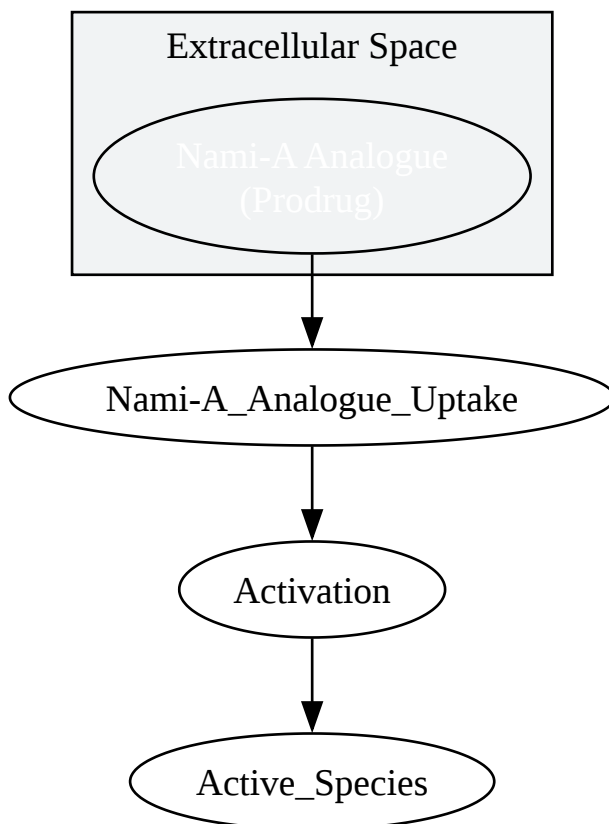 Extracellular Space
Nami-A Analogue
(Prodrug)
Nami-A_Analogue_Uptake
Activation
Active_Species